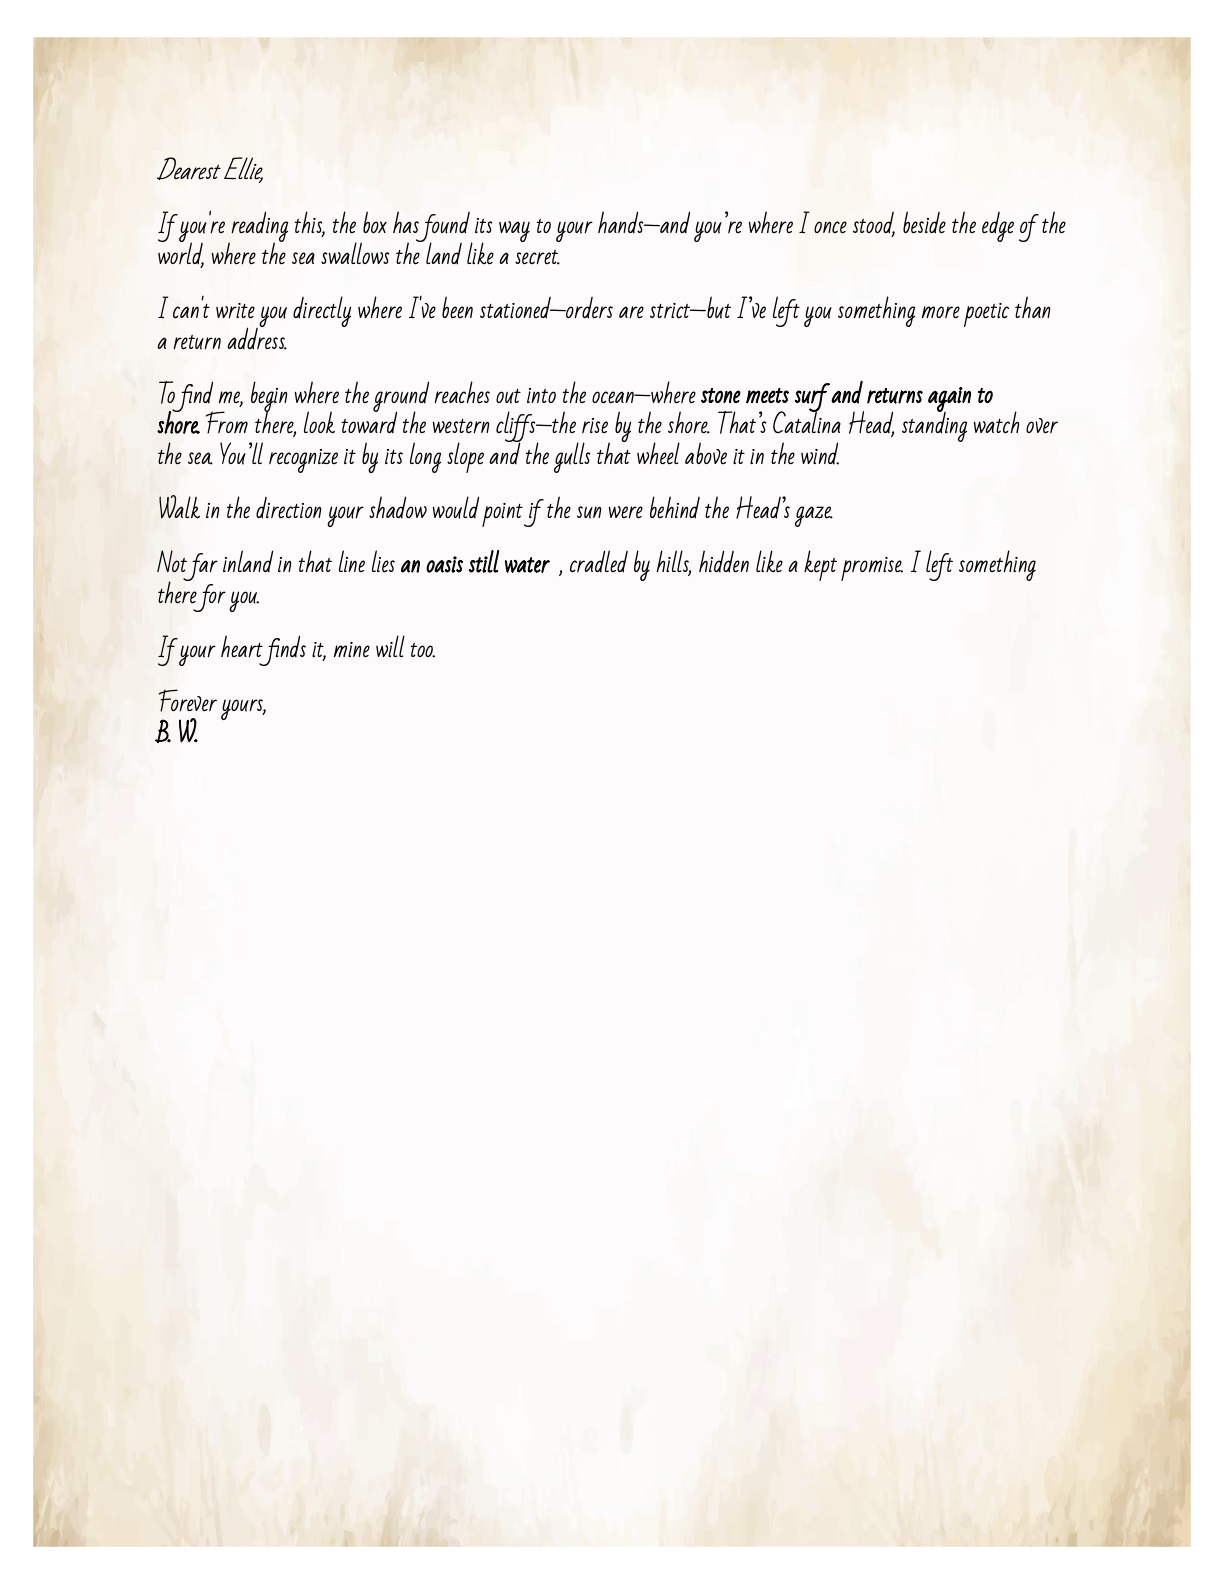 Dearest Ellie,
If you're reading this, the box has found its way to your hands—and you’re where I once stood, beside the edge of the
world, where the sea swallows the land like a secret.
I can't write you directly where I've been stationed—orders are strict—but I’ve left you something more poetic than
a return address.
To find me, begin where the ground reaches out into the ocean—where stone meets surf and returns again to
shore. From there, look toward the western cliffs—the rise by the shore. That’s Catalina Head, standing watch over
the sea. You’ll recognize it by its long slope and the gulls that wheel above it in the wind.
Walk in the direction your shadow would point if the sun were behind the Head’s gaze.
Not far inland in that line lies an oasis still water , cradled by hills, hidden like a kept promise. I left something
there for you.
If your heart finds it, mine will too.
Forever yours,
B. W.